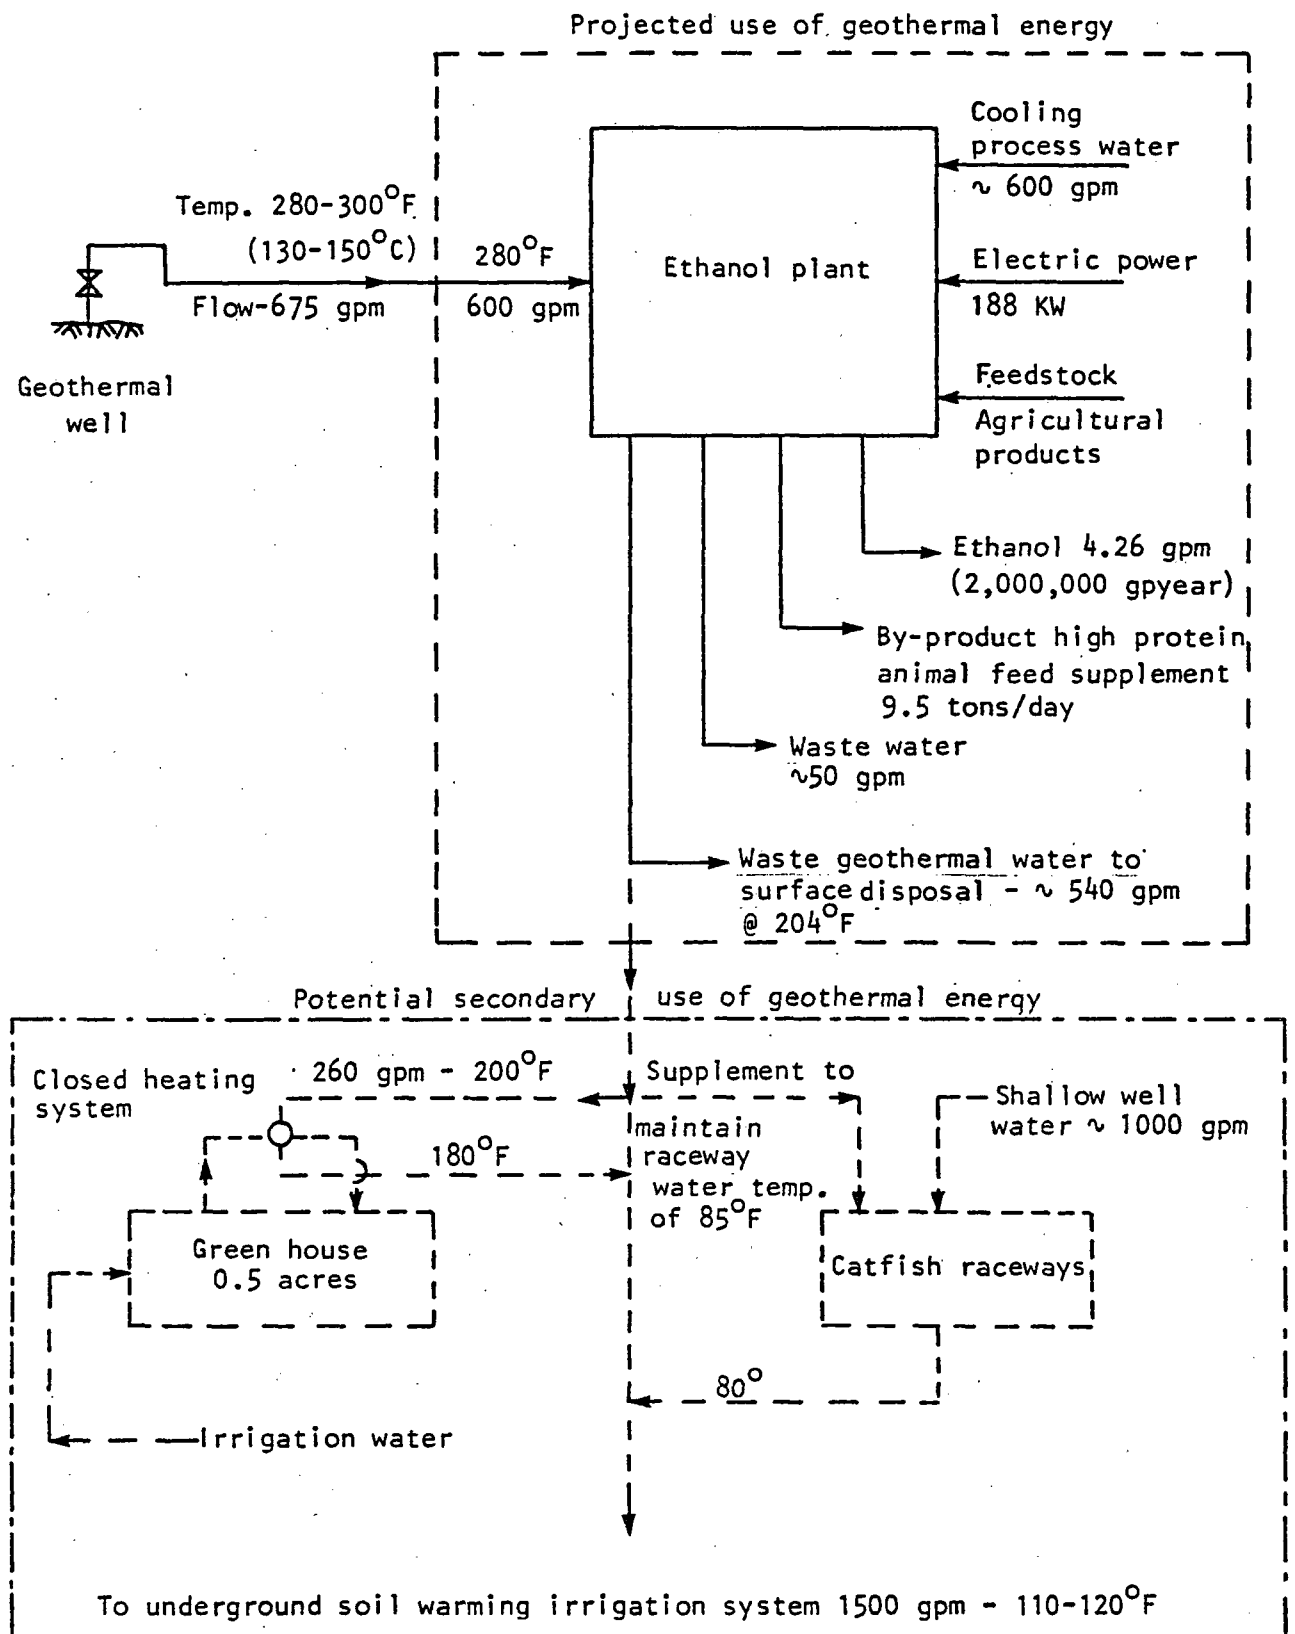 Projected use of geothermal energy
Cooling
process water
~ 600 gpm
Temp. 280-300°F
(130-150°C)
Flow-675 gpm
280°F
600 gpm
Ethanol plant
Electric power
188 KW
Geothermal
well
Feedstock
Agricultural
products
Ethanol 4.26 gpm
(2,000,000 gpyear)
By-product high protein
animal feed supplement
9.5 tons/day
Waste water
~50 gpm
Waste geothermal water to
surface disposal - ~ 540 gpm
@ 204°F
Potential secondary use of geothermal energy
Closed heating
system
260 gpm - 200°F
180°F
Supplement to
maintain
raceway
water temp.
of 85°F
Shallow well
water ~ 1000 gpm
Green house
0.5 acres
Catfish raceways
80°
Irrigation water
To underground soil warming irrigation system 1500 gpm - 110-120°F